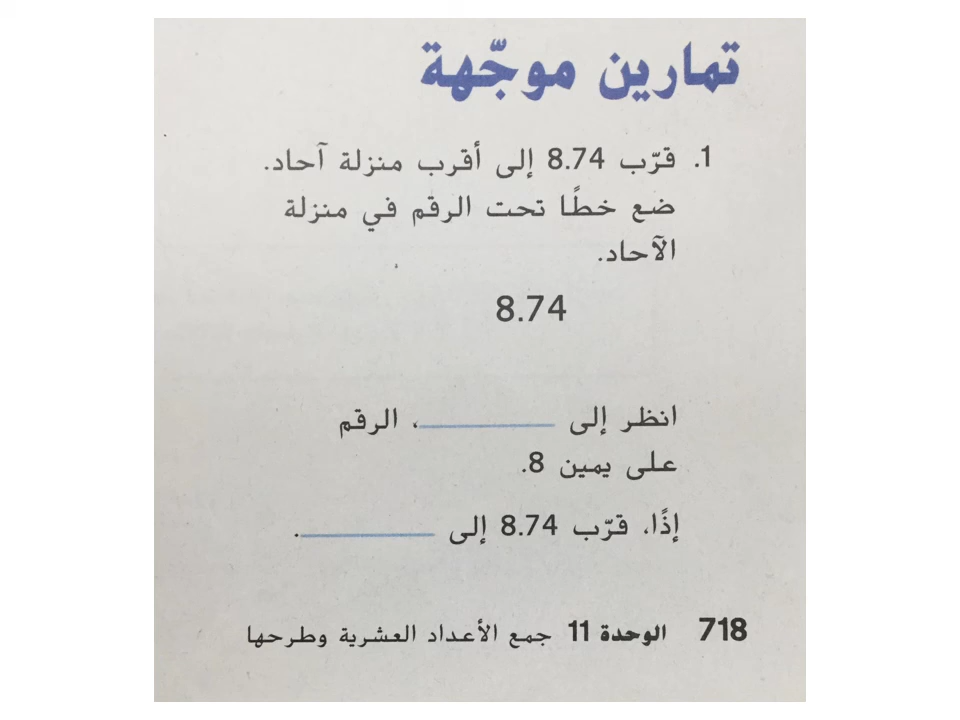 تمارين موجّهة
1. قرّب 8.74 إلى أقرب منزلة آحاد.
ضع خطًا تحت الرقم في منزلة
الآحاد.
8.74
انظر إلى ________، الرقم
على يمين 8.
إذًا، قرّب 8.74 إلى ________.
718 الوحدة 11 جمع الأعداد العشرية وطرحها